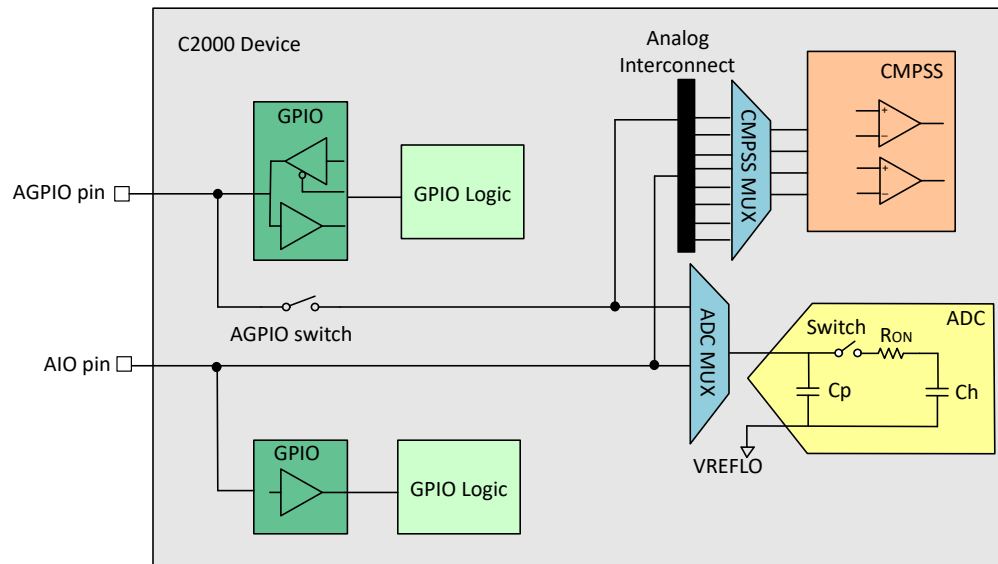 C2000 Device
Analog
Interconnect
CMPSS
GPIO
CMPSS MUX
+
−
+
−
GPIO Logic
AGPIO pin
AGPIO switch
ADC MUX
ADC
Switch
RON
AIO pin
Cp
Ch
GPIO
VREFLO
GPIO Logic